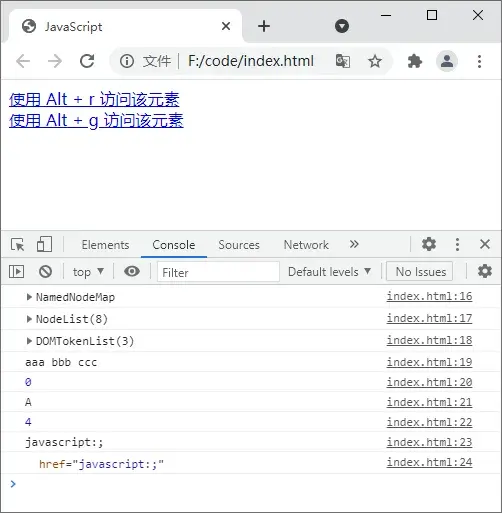 JavaScript
文件 F:/code/index.html
使用 Alt + r 访问该元素
使用 Alt + g 访问该元素
Elements Console Sources Network
top Filter Default levels No Issues
NamedNodeMap index.html:16
NodeList(8) index.html:17
DOMTokenList(3) index.html:18
aaa bbb ccc index.html:19
0 index.html:20
A index.html:21
4 index.html:22
javascript:; index.html:23
href="javascript:;" index.html:24